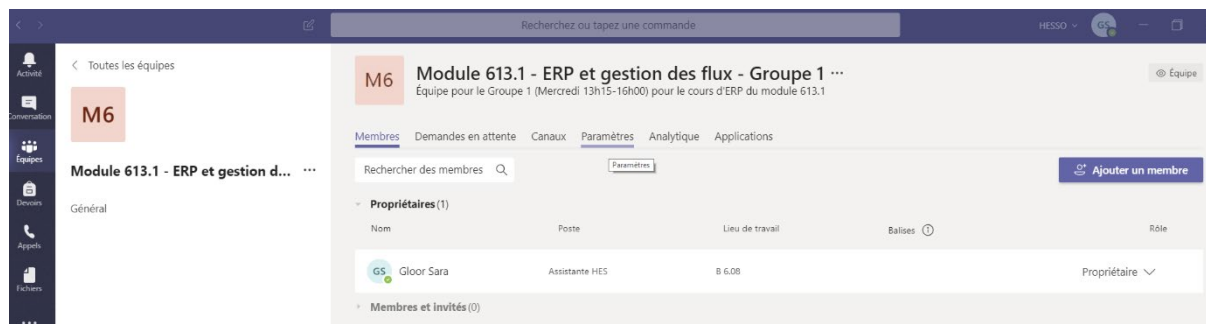 Recherchez ou tapez une commande
HESSO
GS
Activité
Conversation
Équipes
Devoirs
Appels
Fichiers
Toutes les équipes
M6
Module 613.1 - ERP et gestion d... ...
Général
M6
Module 613.1 - ERP et gestion des flux - Groupe 1 ...
Équipe pour le Groupe 1 (Mercredi 13h15-16h00) pour le cours d'ERP du module 613.1
Équipe
Membres Demandes en attente Canaux Paramètres Analytique Applications
Rechercher des membres
Paramètres
Ajouter un membre
Propriétaires (1)
Nom Poste Lieu de travail Balises Rôle
GS Gloor Sara Assistante HES B 6.08 Propriétaire
Membres et invités (0)